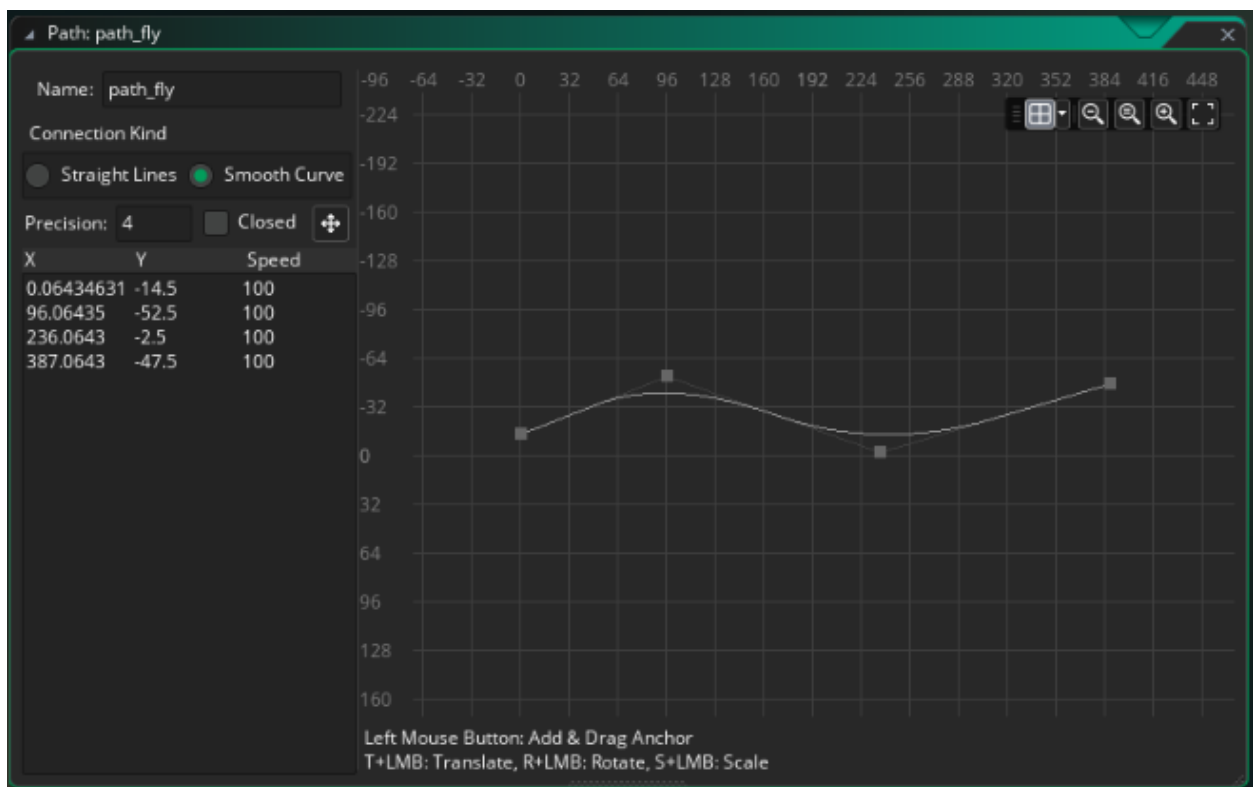 Path: path_fly
Name: path_fly
Connection Kind
Straight Lines Smooth Curve
Precision: 4 Closed
X Y Speed
0.06434631 -14.5 100
96.06435 -52.5 100
236.0643 -2.5 100
387.0643 -47.5 100
-96 -64 -32 0 32 64 96 128 160 192 224 256 288 320 352 384 416 448
-224
-192
-160
-128
-96
-64
-32
0
32
64
96
128
160
Left Mouse Button: Add & Drag Anchor
T+LMB: Translate, R+LMB: Rotate, S+LMB: Scale